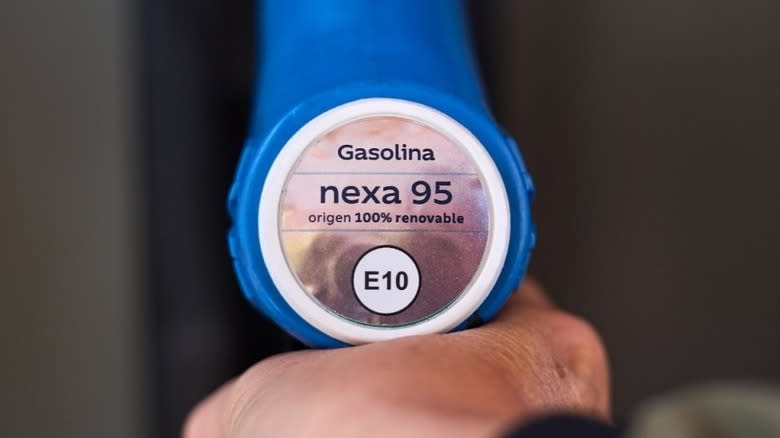 Gasolina
nexa 95
origen 100% renovable
E10